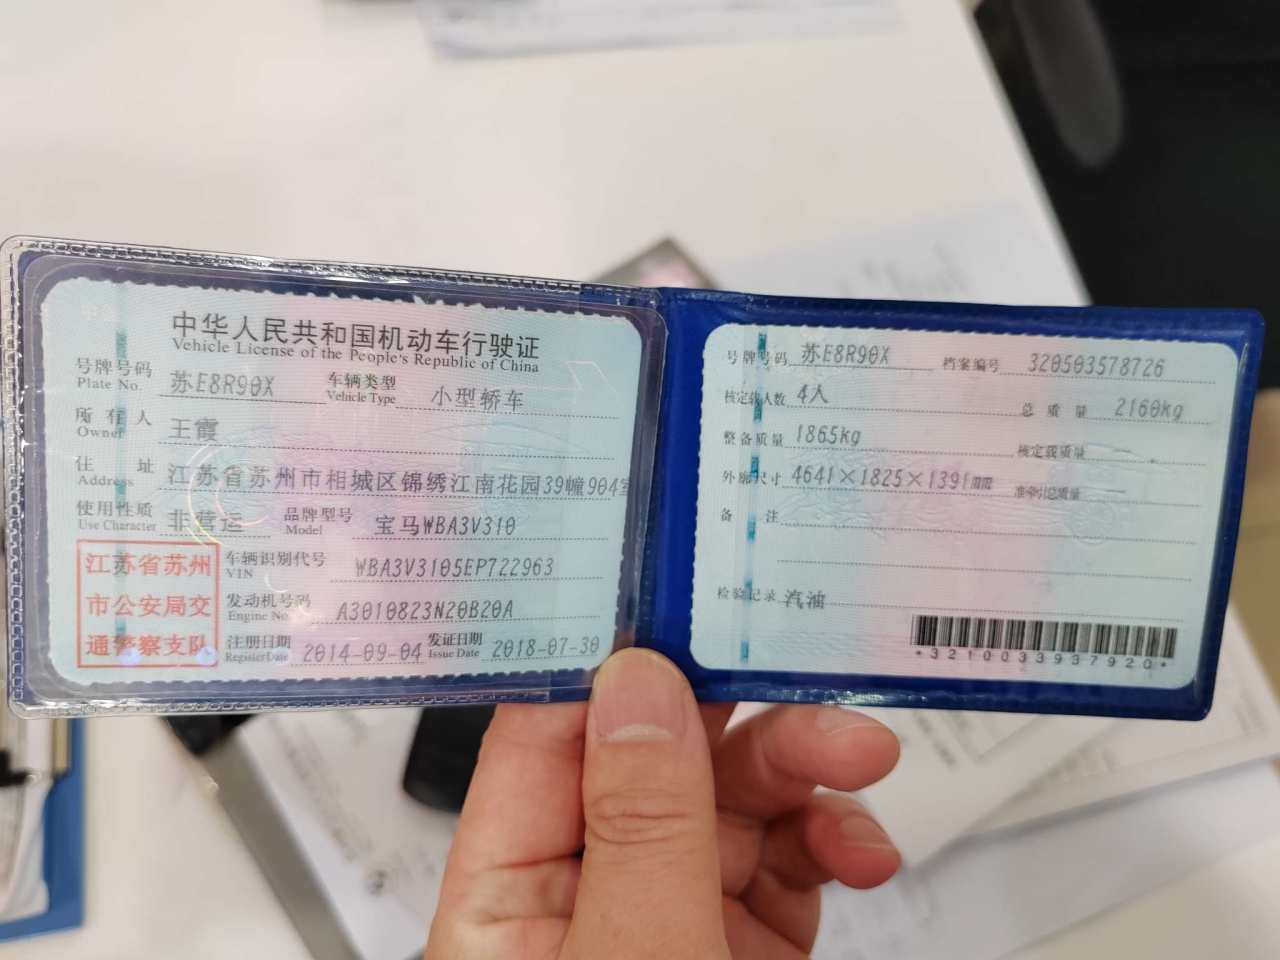 中华人民共和国机动车行驶证
Vehicle License of the People's Republic of China
号牌号码 苏E8R90X 车辆类型 小型轿车
Plate No. Vehicle Type
所有人 王霞
Owner
住址 江苏省苏州市相城区锦绣江南花园39幢904室
Address
使用性质 非营运 品牌型号 宝马WBA3V310
Use Character Model
江苏省苏州
市公安局交
通警察支队
车辆识别代号 WBA3V3105EP722963
VIN
发动机号码 A3010823N20B20A
Engine No.
注册日期 2014-09-04 发证日期 2018-07-30
Register Date Issue Date
号牌号码 苏E8R90X 档案编号 320503578726
核定载人数 4人 总质量 2160kg
整备质量 1865kg 核定载质量 —
外廓尺寸 4641×1825×1391mm 准牵引总质量 —
备注
检验记录 汽油
*3210033937920*